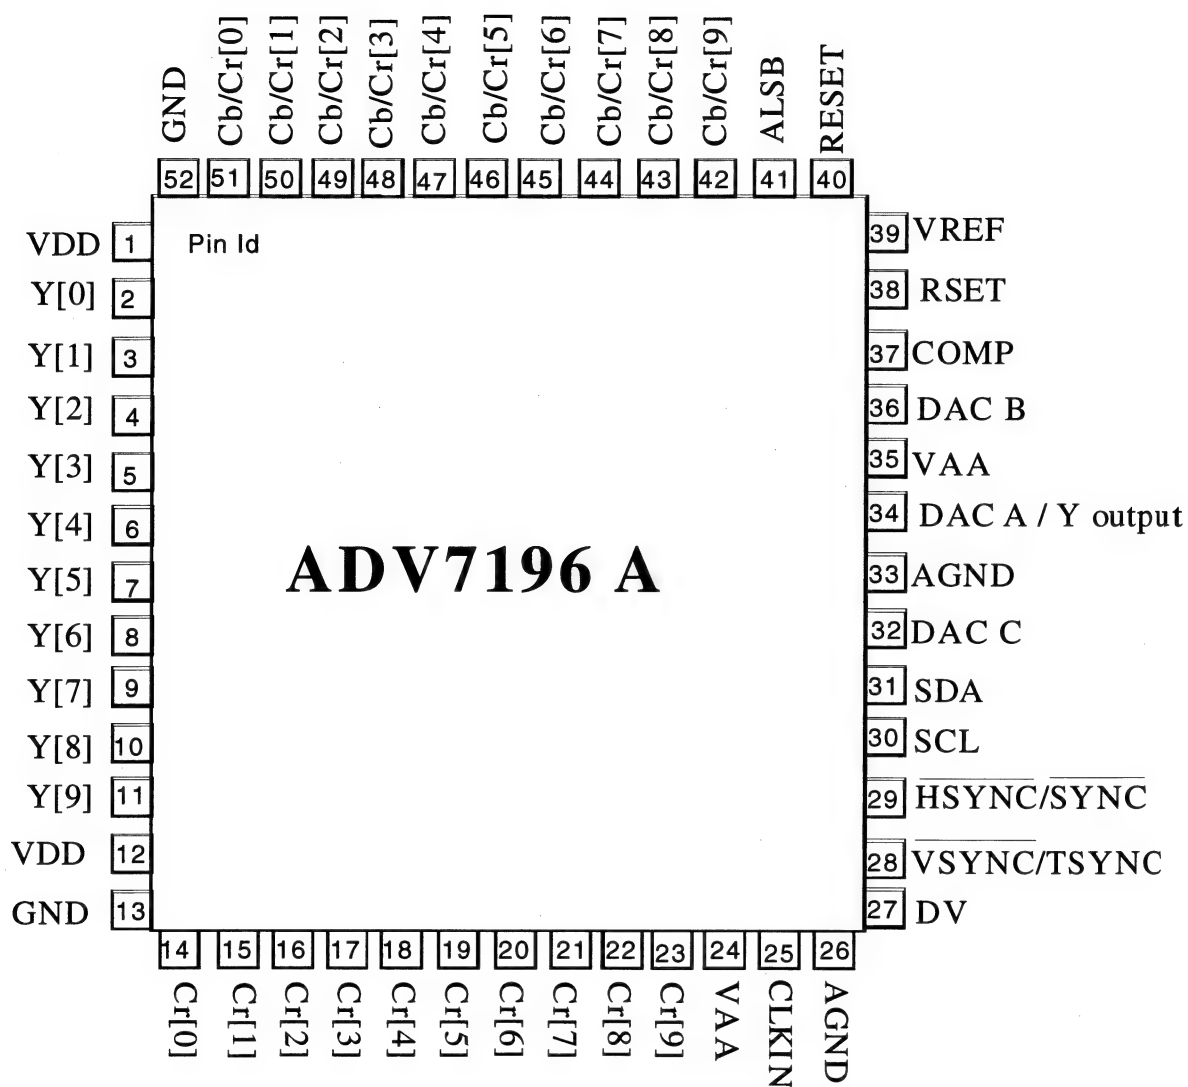 GND
Cb/Cr[0]
Cb/Cr[1]
Cb/Cr[2]
Cb/Cr[3]
Cb/Cr[4]
Cb/Cr[5]
Cb/Cr[6]
Cb/Cr[7]
Cb/Cr[8]
Cb/Cr[9]
ALSB
RESET
52 51 50 49 48 47 46 45 44 43 42 41 40
Pin Id
VDD 1
Y[0] 2
Y[1] 3
Y[2] 4
Y[3] 5
Y[4] 6
Y[5] 7
Y[6] 8
Y[7] 9
Y[8] 10
Y[9] 11
VDD 12
GND 13
ADV7196 A
39 VREF
38 RSET
37 COMP
36 DAC B
35 VAA
34 DAC A / Y output
33 AGND
32 DAC C
31 SDA
30 SCL
29 HSYNC/SYNC
28 VSYNC/TSYNC
27 DV
14 15 16 17 18 19 20 21 22 23 24 25 26
Cr[0]
Cr[1]
Cr[2]
Cr[3]
Cr[4]
Cr[5]
Cr[6]
Cr[7]
Cr[8]
Cr[9]
VAA
CLKIN
AGND